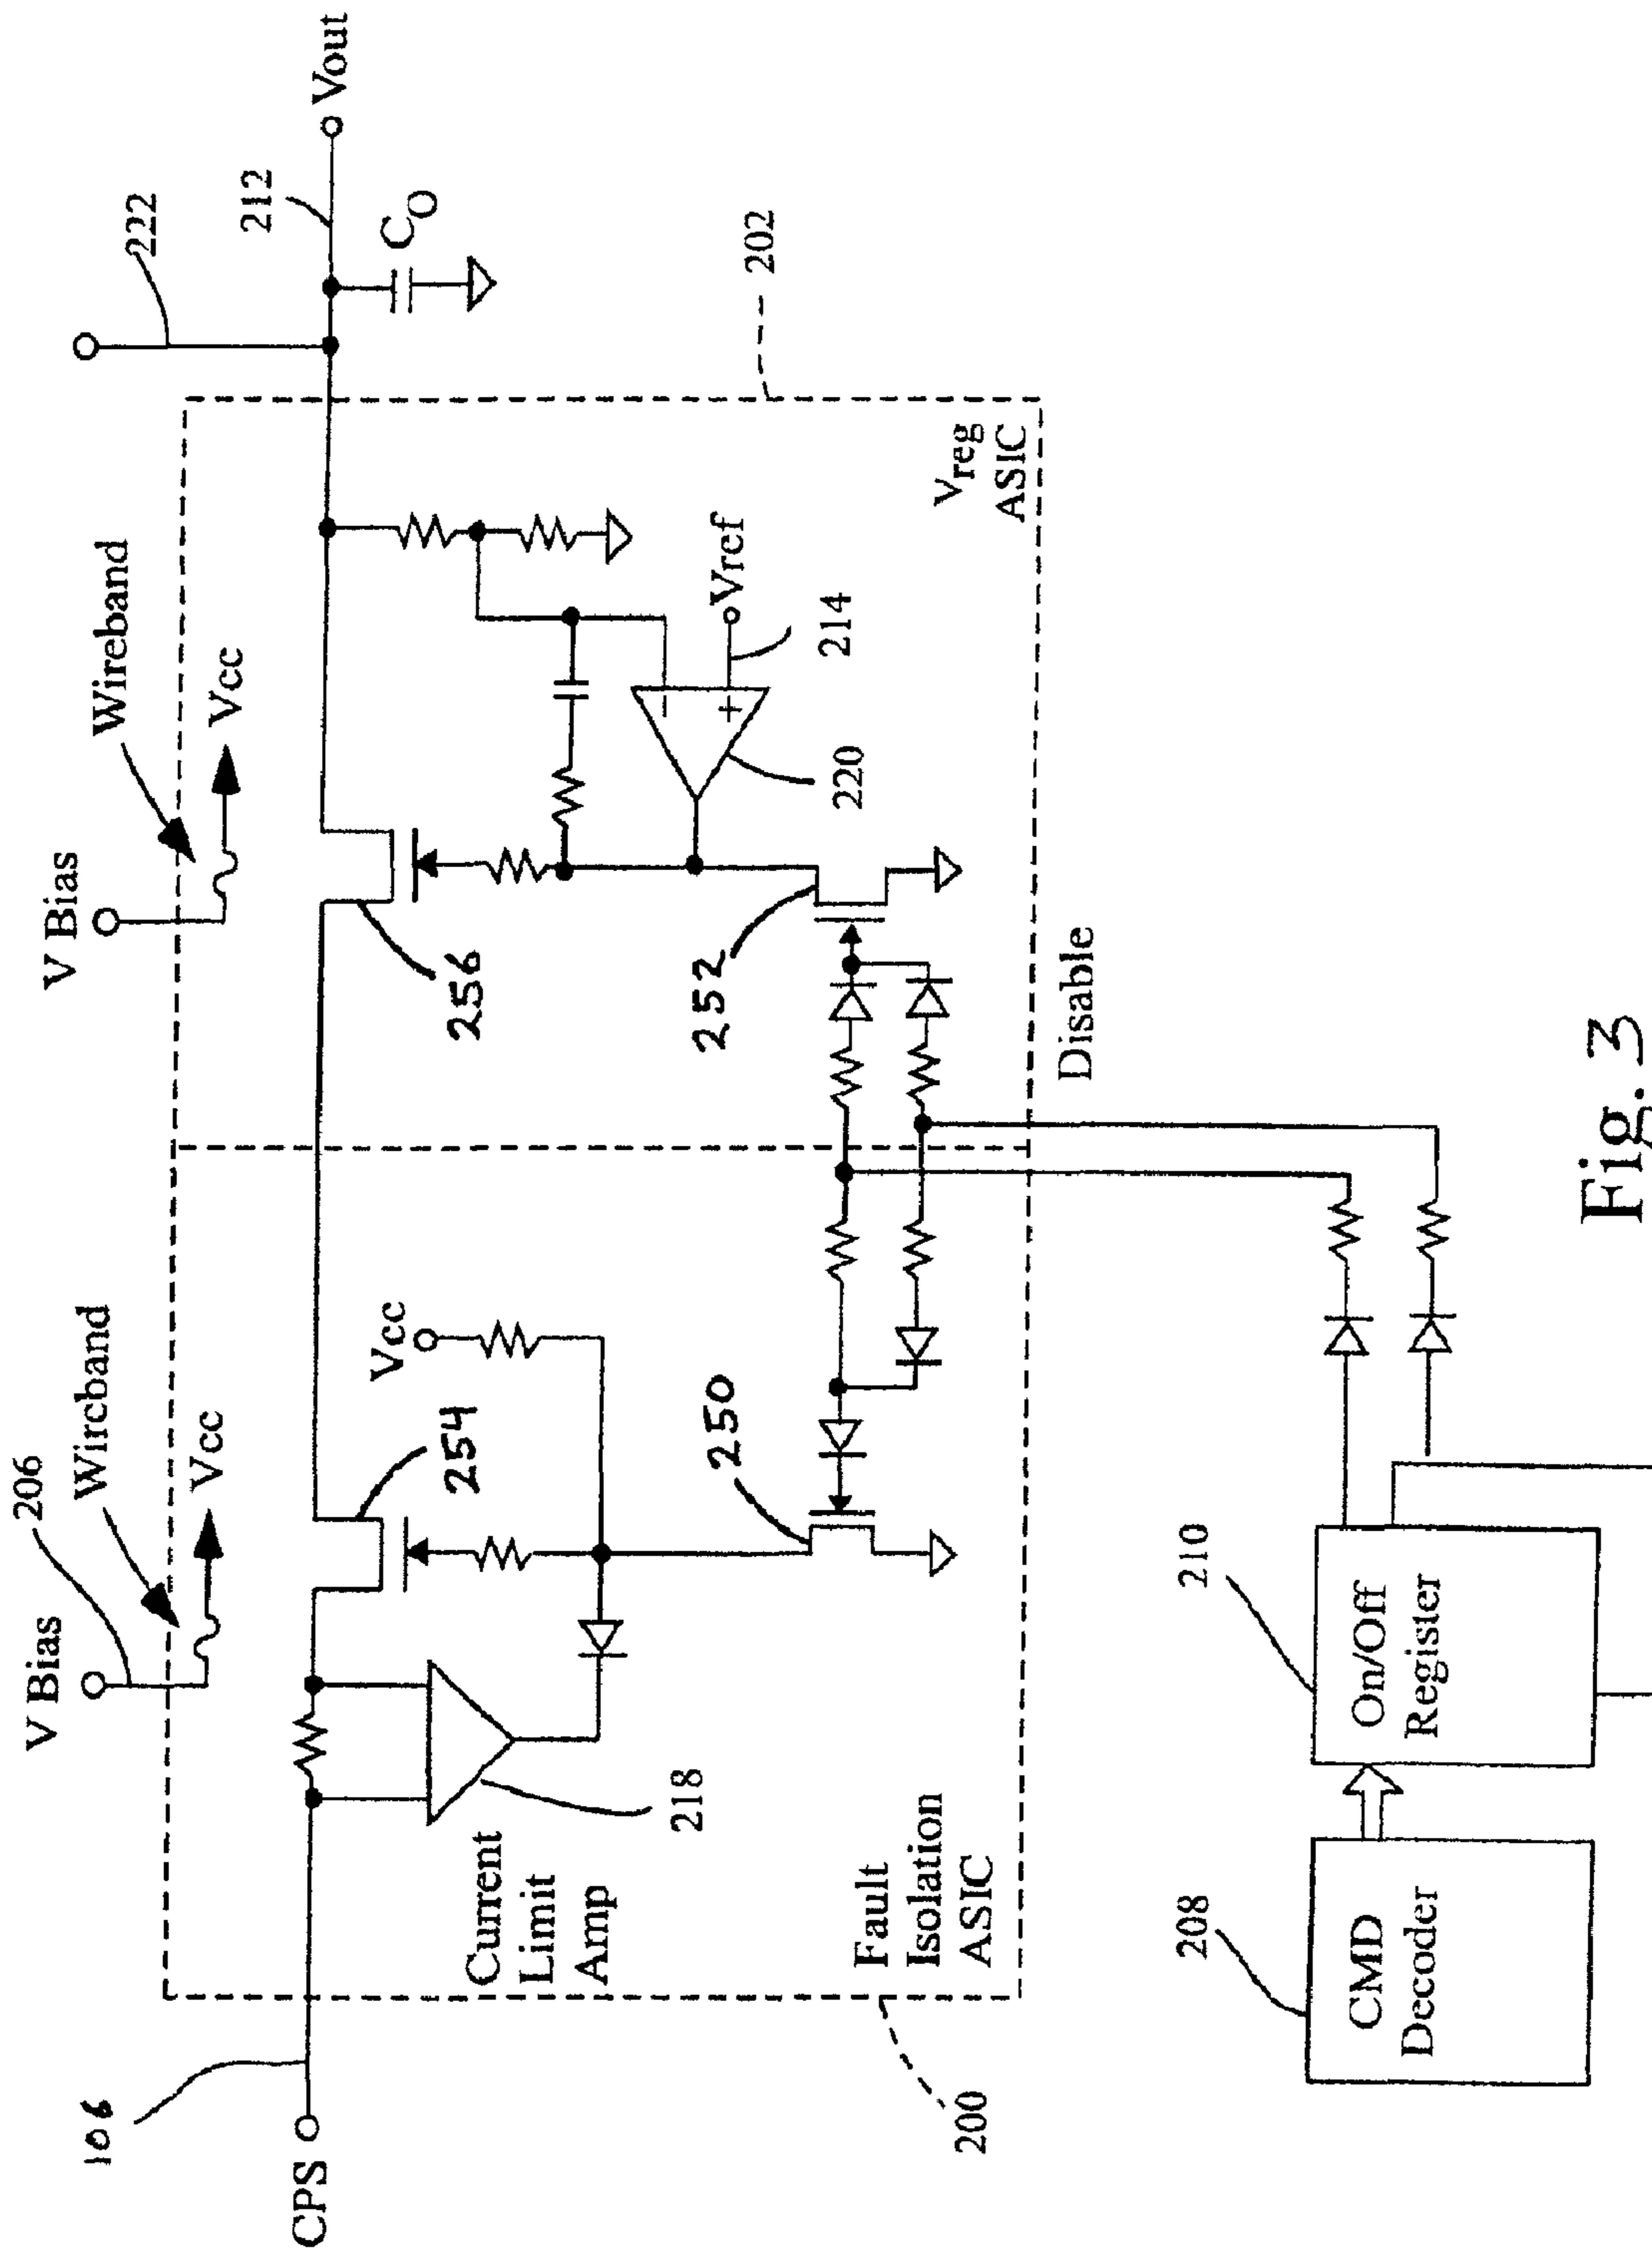 206
V Bias
Wircband
Vcc
V Bias
Wireband
Vcc
222
212
Vout
CO
106
CPS
254
Vcc
256
Current
Limit
Amp
218
250
252
220
214
Vref
Vreg
ASIC
202
Fault
Isolation
ASIC
200
Disable
208
CMD
Decoder
210
On/Off
Register
Fig. 3